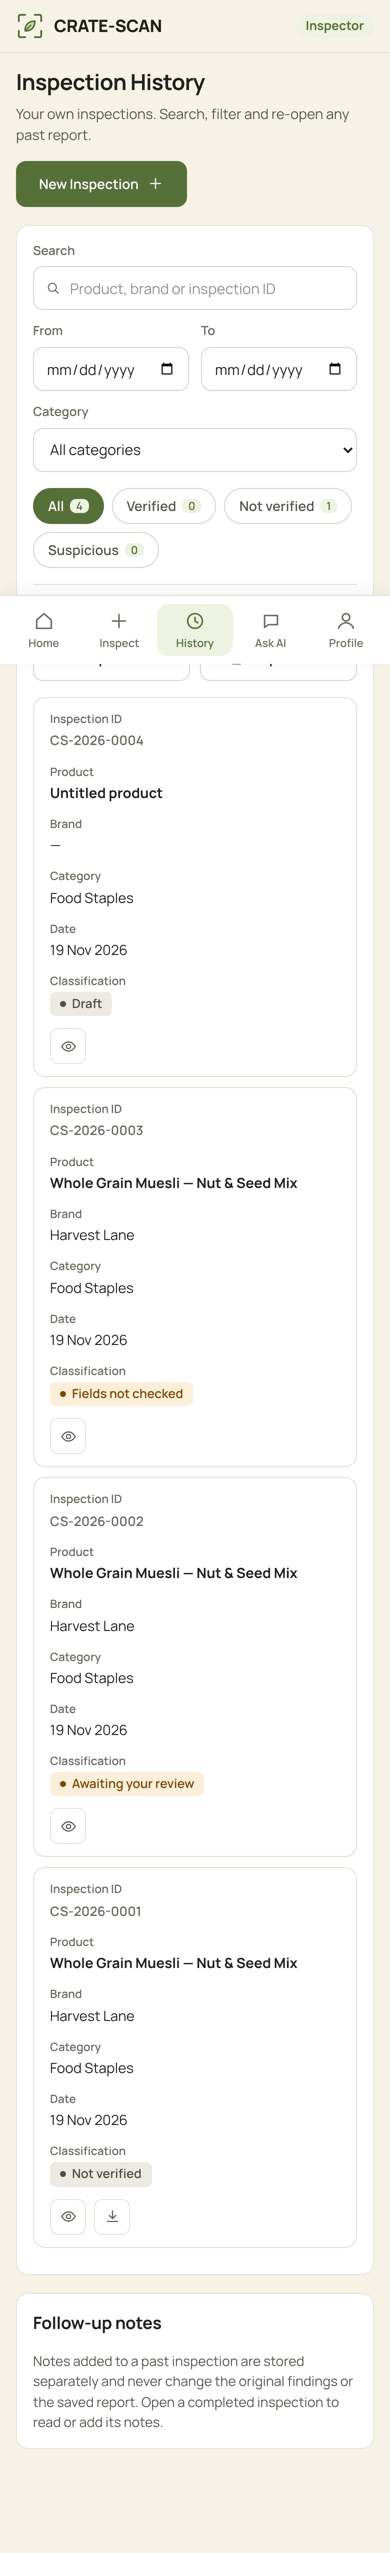 CRATE-SCAN
Inspector
Inspection History
Your own inspections. Search, filter and re-open any
past report.
New Inspection +
Search
Product, brand or inspection ID
From To
mm/dd/yyyy mm/dd/yyyy
Category
All categories
All 4 Verified 0 Not verified 1
Suspicious 0
Home Inspect History Ask AI Profile
Inspection ID
CS-2026-0004
Product
Untitled product
Brand
—
Category
Food Staples
Date
19 Nov 2026
Classification
Draft
Inspection ID
CS-2026-0003
Product
Whole Grain Muesli — Nut & Seed Mix
Brand
Harvest Lane
Category
Food Staples
Date
19 Nov 2026
Classification
Fields not checked
Inspection ID
CS-2026-0002
Product
Whole Grain Muesli — Nut & Seed Mix
Brand
Harvest Lane
Category
Food Staples
Date
19 Nov 2026
Classification
Awaiting your review
Inspection ID
CS-2026-0001
Product
Whole Grain Muesli — Nut & Seed Mix
Brand
Harvest Lane
Category
Food Staples
Date
19 Nov 2026
Classification
Not verified
Follow-up notes
Notes added to a past inspection are stored
separately and never change the original findings or
the saved report. Open a completed inspection to
read or add its notes.